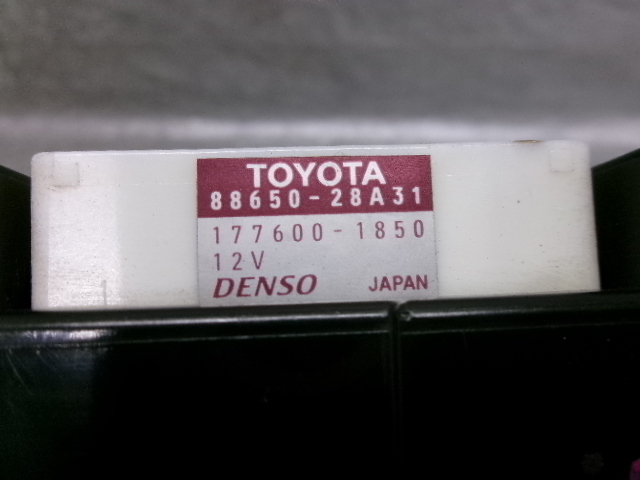 TOYOTA
88650-28A31
177600-1850
12V
DENSO JAPAN